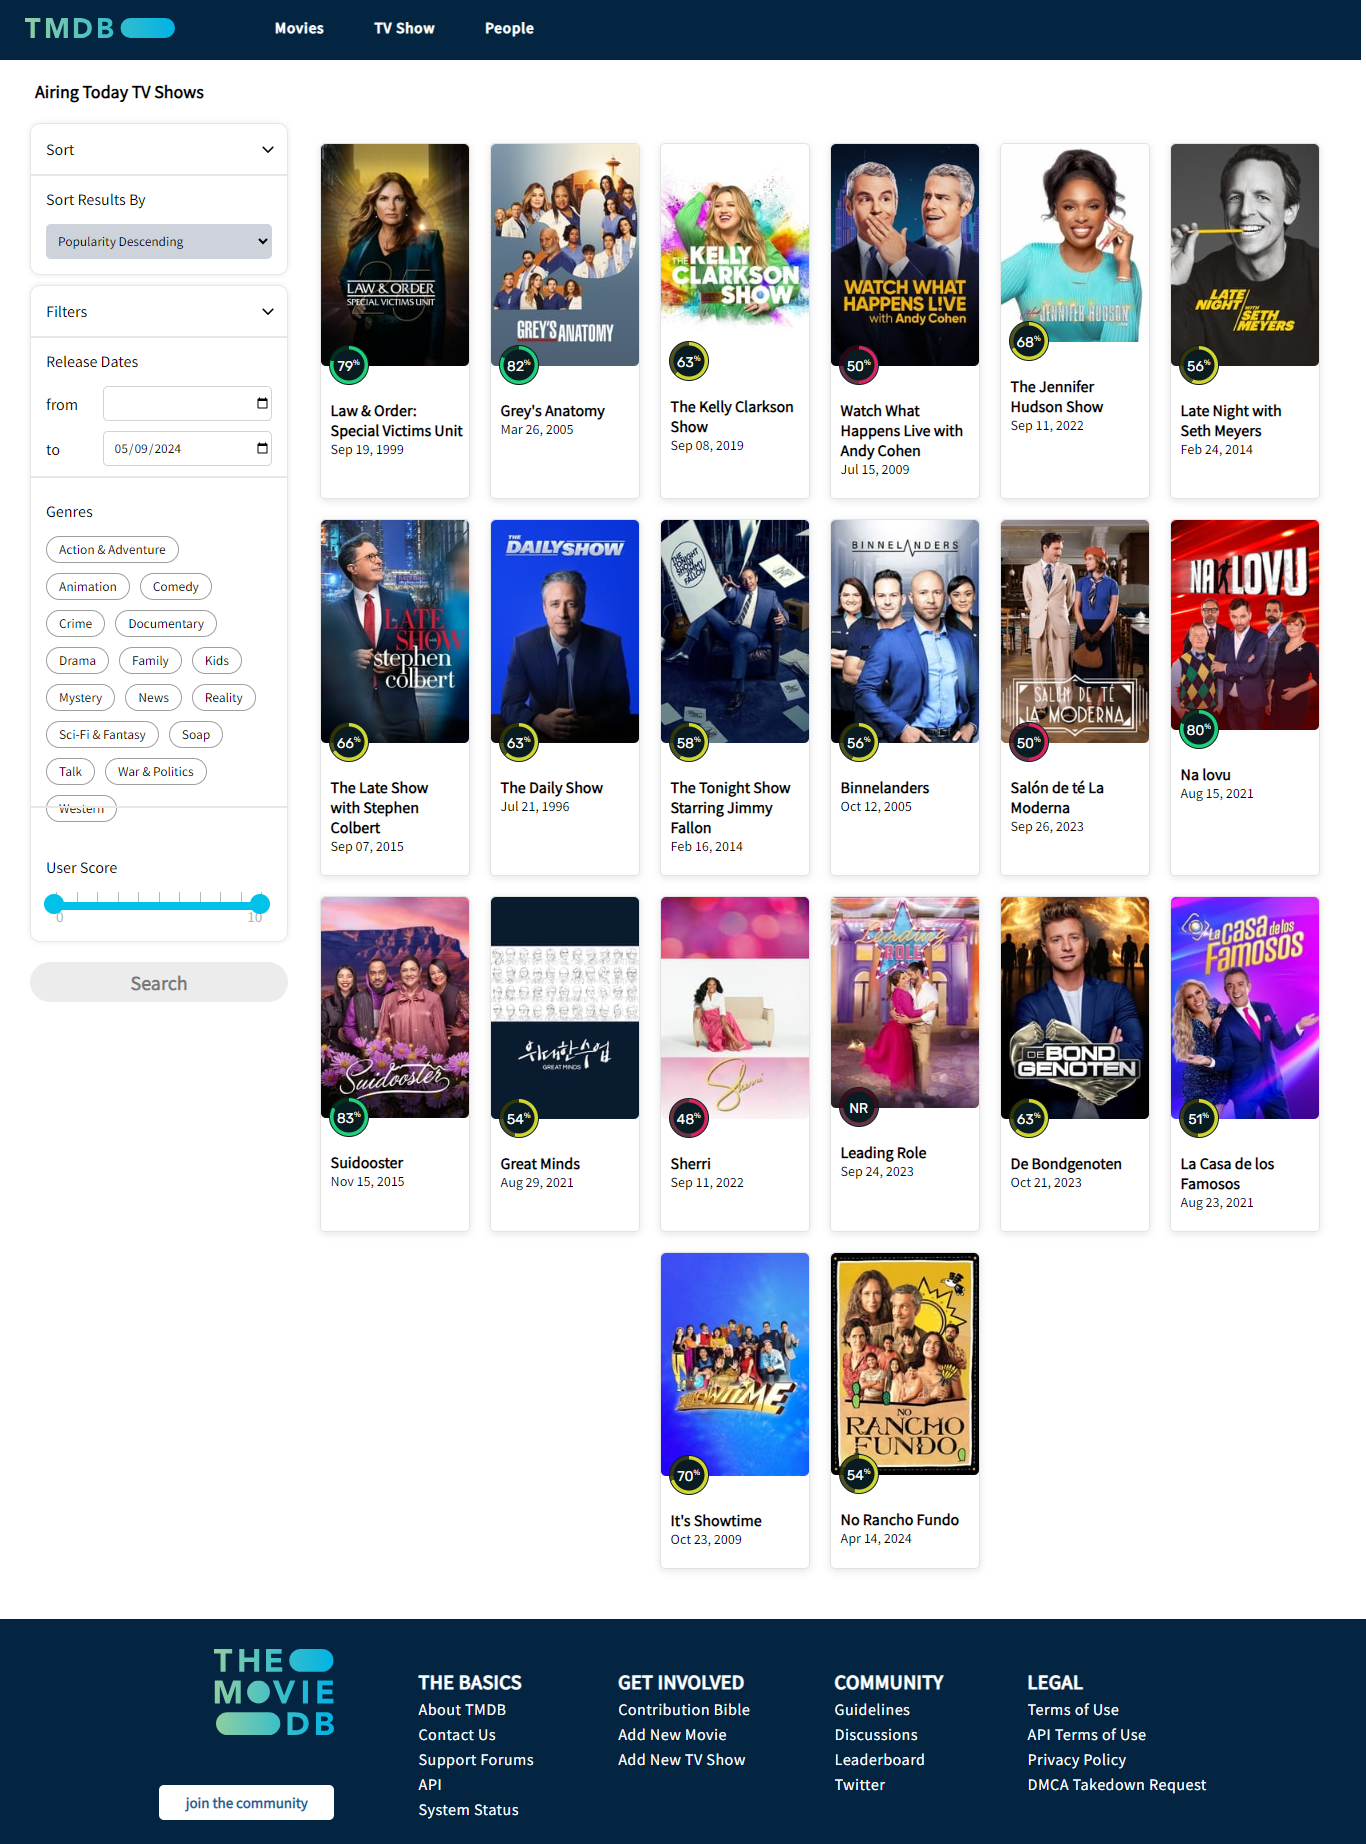 TMDB
Movies
TV Show
People
Airing Today TV Shows
Sort
Sort Results By
Popularity Descending
Filters
Release Dates
from
to
05/09/2024
Genres
Action & Adventure
Animation
Comedy
Crime
Documentary
Drama
Family
Kids
Mystery
News
Reality
Sci-Fi & Fantasy
Soap
Talk
War & Politics
Western
User Score
0
10
Search
25
LAW & ORDER
SPECIAL VICTIMS UNIT
79%
Law & Order:
Special Victims Unit
Sep 19, 1999
GREY'S ANATOMY
82%
Grey's Anatomy
Mar 26, 2005
THE
KELLY
CLARKSON
SHOW
63%
The Kelly Clarkson
Show
Sep 08, 2019
WATCH WHAT
HAPPENS L!VE
with Andy Cohen
50%
Watch What
Happens Live with
Andy Cohen
Jul 15, 2009
JENNIFER HUDSON
68%
The Jennifer
Hudson Show
Sep 11, 2022
LATE
NIGHT WITH
SETH
MEYERS
56%
Late Night with
Seth Meyers
Feb 24, 2014
LATE
SHOW
stephen
colbert
66%
The Late Show
with Stephen
Colbert
Sep 07, 2015
THE
DAILY SHOW
63%
The Daily Show
Jul 21, 1996
THE
TONIGHT
SHOW
JIMMY
FALLON
58%
The Tonight Show
Starring Jimmy
Fallon
Feb 16, 2014
BINNELANDERS
56%
Binnelanders
Oct 12, 2005
SALÓN DE TÉ
LA MODERNA
50%
Salón de té La
Moderna
Sep 26, 2023
NA LOVU
80%
Na lovu
Aug 15, 2021
Suidooster
83%
Suidooster
Nov 15, 2015
위대한 수업
GREAT MINDS
54%
Great Minds
Aug 29, 2021
Sherri
48%
Sherri
Sep 11, 2022
Leading
ROLE
NR
Leading Role
Sep 24, 2023
DE BOND
GENOTEN
63%
De Bondgenoten
Oct 21, 2023
La Casa de los
Famosos
51%
La Casa de los
Famosos
Aug 23, 2021
SHOWTIME
70%
It's Showtime
Oct 23, 2009
NO
RANCHO
FUNDO
54%
No Rancho Fundo
Apr 14, 2024
THE
MOVIE
DB
join the community
THE BASICS
About TMDB
Contact Us
Support Forums
API
System Status
GET INVOLVED
Contribution Bible
Add New Movie
Add New TV Show
COMMUNITY
Guidelines
Discussions
Leaderboard
Twitter
LEGAL
Terms of Use
API Terms of Use
Privacy Policy
DMCA Takedown Request